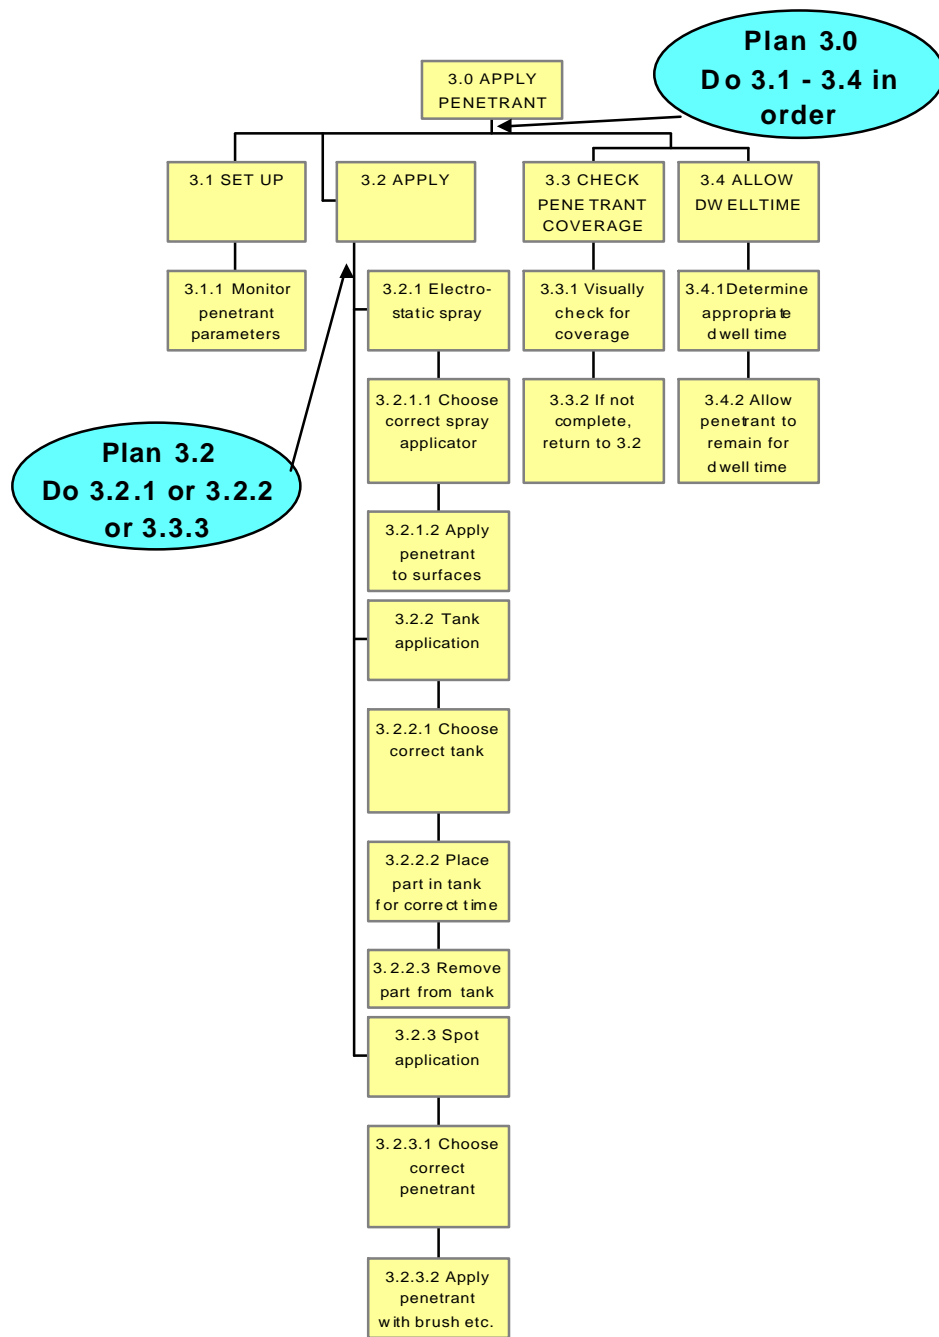 Plan 3.0
Do 3.1 - 3.4 in
order
3.0 APPLY
PENETRANT
3.1 SET UP
3.2 APPLY
3.3 CHECK
PENETRANT
COVERAGE
3.4 ALLOW
DWELLTIME
3.1.1 Monitor
penetrant
parameters
3.2.1 Electro-
static spray
3.3.1 Visually
check for
coverage
3.4.1Determine
appropriate
dwell time
3.2.1.1 Choose
correct spray
applicator
3.3.2 If not
complete,
return to 3.2
3.4.2 Allow
penetrant to
remain for
dwell time
Plan 3.2
Do 3.2.1 or 3.2.2
or 3.3.3
3.2.1.2 Apply
penetrant
to surfaces
3.2.2 Tank
application
3.2.2.1 Choose
correct tank
3.2.2.2 Place
part in tank
for correct time
3.2.2.3 Remove
part from tank
3.2.3 Spot
application
3.2.3.1 Choose
correct
penetrant
3.2.3.2 Apply
penetrant
with brush etc.